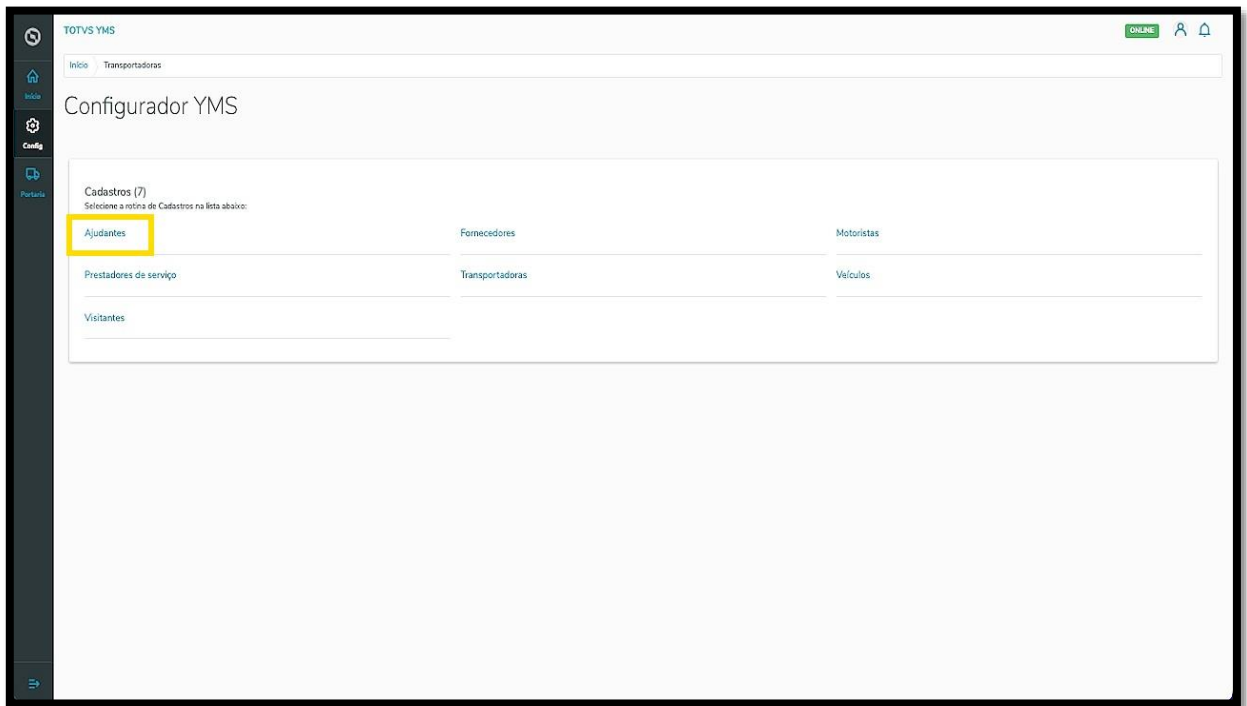 TOTVS YMS
ONLINE
Início
Transportadoras
Início
Config
Portaria
Configurador YMS
Cadastros (7)
Selecione a rotina de Cadastros na lista abaixo:
Ajudantes
Fornecedores
Motoristas
Prestadores de serviço
Transportadoras
Veículos
Visitantes